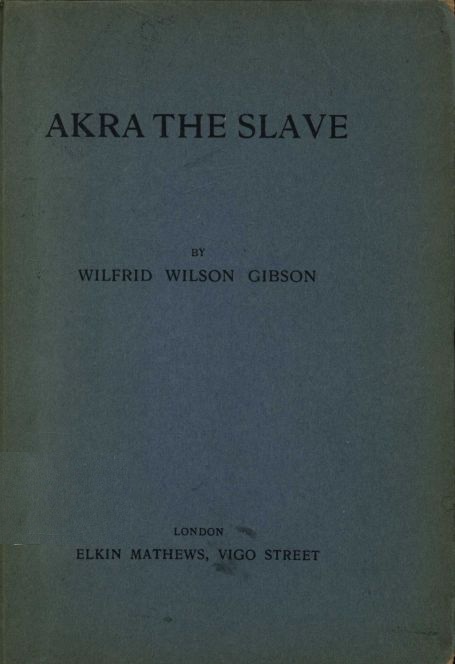 AKRA THE SLAVE
BY
WILFRID WILSON GIBSON
LONDON
ELKIN MATHEWS, VIGO STREET